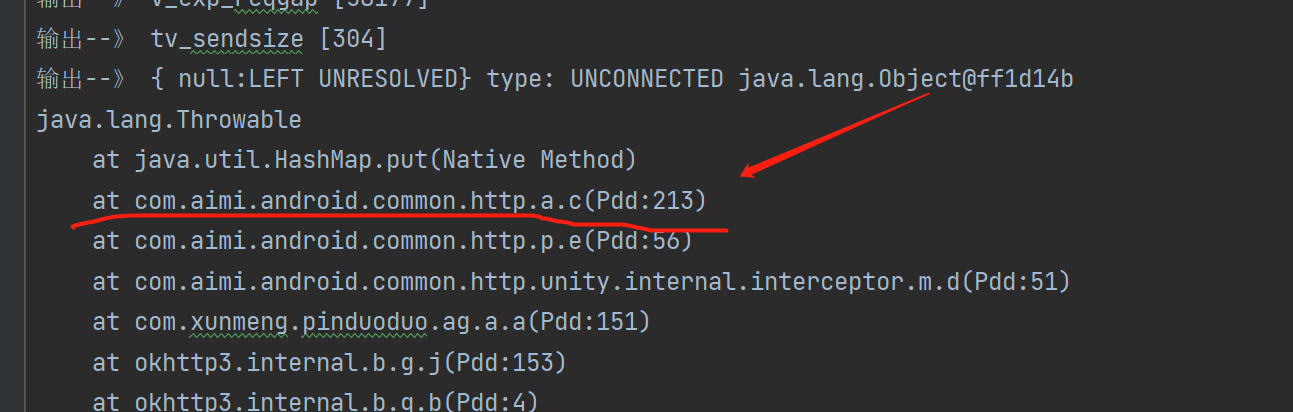 输出--》 v_exp_reqgap [38177]
输出--》 tv_sendsize [304]
输出--》 { null:LEFT UNRESOLVED} type: UNCONNECTED java.lang.Object@ff1d14b
java.lang.Throwable
at java.util.HashMap.put(Native Method)
at com.aimi.android.common.http.a.c(Pdd:213)
at com.aimi.android.common.http.p.e(Pdd:56)
at com.aimi.android.common.http.unity.internal.interceptor.m.d(Pdd:51)
at com.xunmeng.pinduoduo.ag.a.a(Pdd:151)
at okhttp3.internal.b.g.j(Pdd:153)
at okhttp3.internal.b.g.b(Pdd:4)